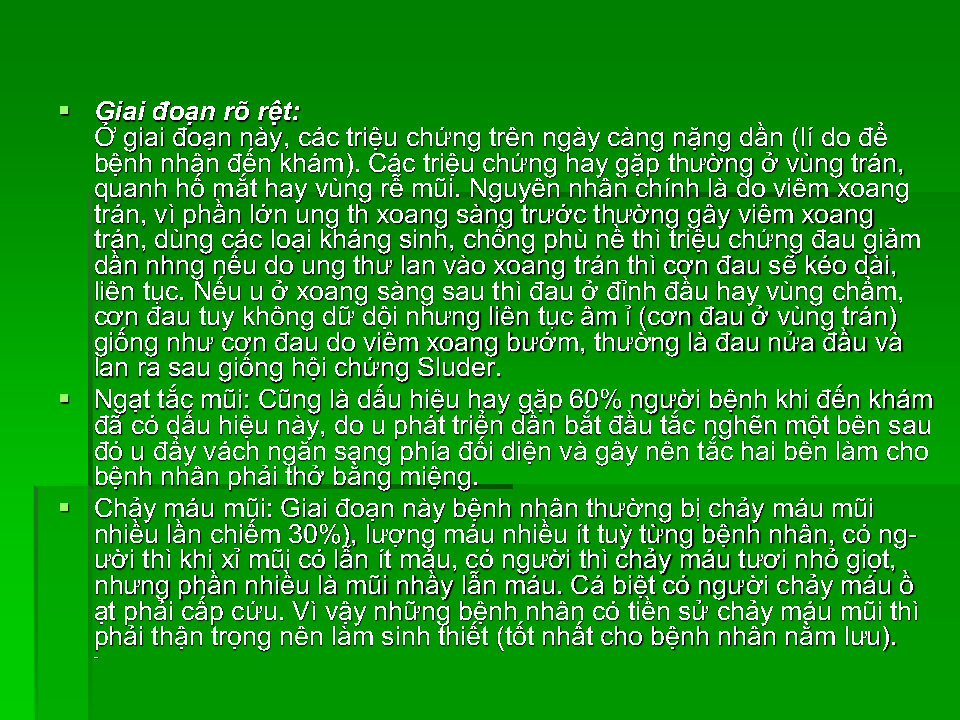 Giai đoạn rõ rệt:
Ở giai đoạn này, các triệu chứng trên ngày càng nặng dần (lí do để
bệnh nhân đến khám). Các triệu chứng hay gặp thường ở vùng trán,
quanh hố mắt hay vùng rễ mũi. Nguyên nhân chính là do viêm xoang
trán, vì phần lớn ung th xoang sàng trước thường gây viêm xoang
trán, dùng các loại kháng sinh, chống phù nề thì triệu chứng đau giảm
dần nhng nếu do ung thư lan vào xoang trán thì cơn đau sẽ kéo dài,
liên tục. Nếu u ở xoang sàng sau thì đau ở đỉnh đầu hay vùng chẩm,
cơn đau tuy không dữ dội nhưng liên tục âm ỉ (cơn đau ở vùng trán)
giống như cơn đau do viêm xoang bướm, thường là đau nửa đầu và
lan ra sau giống hội chứng Sluder.
Ngạt tắc mũi: Cũng là dấu hiệu hay gặp 60% người bệnh khi đến khám
đã có dấu hiệu này, do u phát triển dần bắt đầu tắc nghẽn một bên sau
đó u đẩy vách ngăn sang phía đối diện và gây nên tắc hai bên làm cho
bệnh nhân phải thở bằng miệng.
Chảy máu mũi: Giai đoạn này bệnh nhân thường bị chảy máu mũi
nhiều lần chiếm 30%), lượng máu nhiều ít tuỳ từng bệnh nhân, có ng-
ười thì khi xỉ mũi có lẫn ít máu, có người thì chảy máu tươi nhỏ giọt,
nhưng phần nhiều là mũi nhầy lẫn máu. Cá biệt có người chảy máu ồ
ạt phải cấp cứu. Vì vậy những bệnh nhân có tiền sử chảy máu mũi thì
phải thận trọng nên làm sinh thiết (tốt nhất cho bệnh nhân nằm lưu).